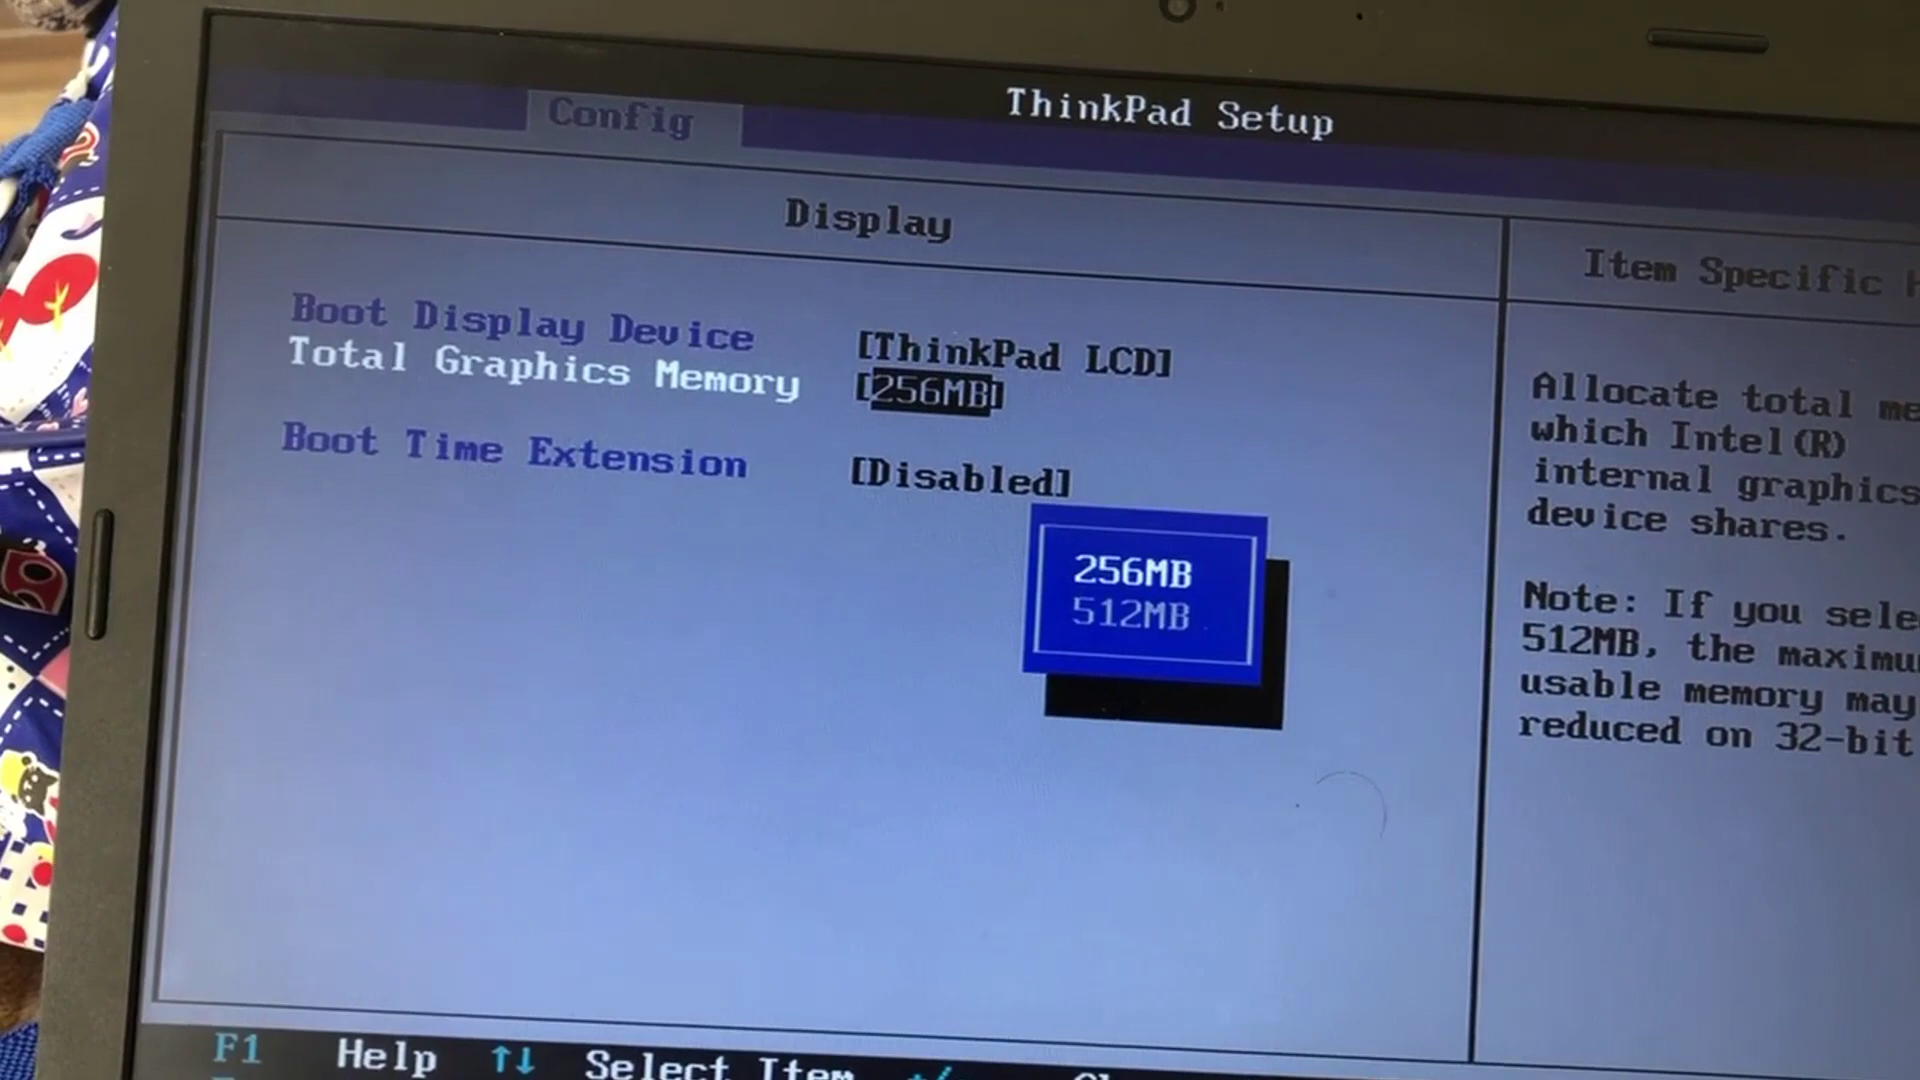 ThinkPad Setup
Config
Display
Boot Display Device [ThinkPad LCD]
Total Graphics Memory [256MB]
Boot Time Extension [Disabled]
256MB
512MB
Item Specific
Allocate total
which Intel(R)
internal graphics
device shares.
Note: If you
512MB, the
usable memory may
reduced on 32-bit
F1 Help ↑↓ Select Item